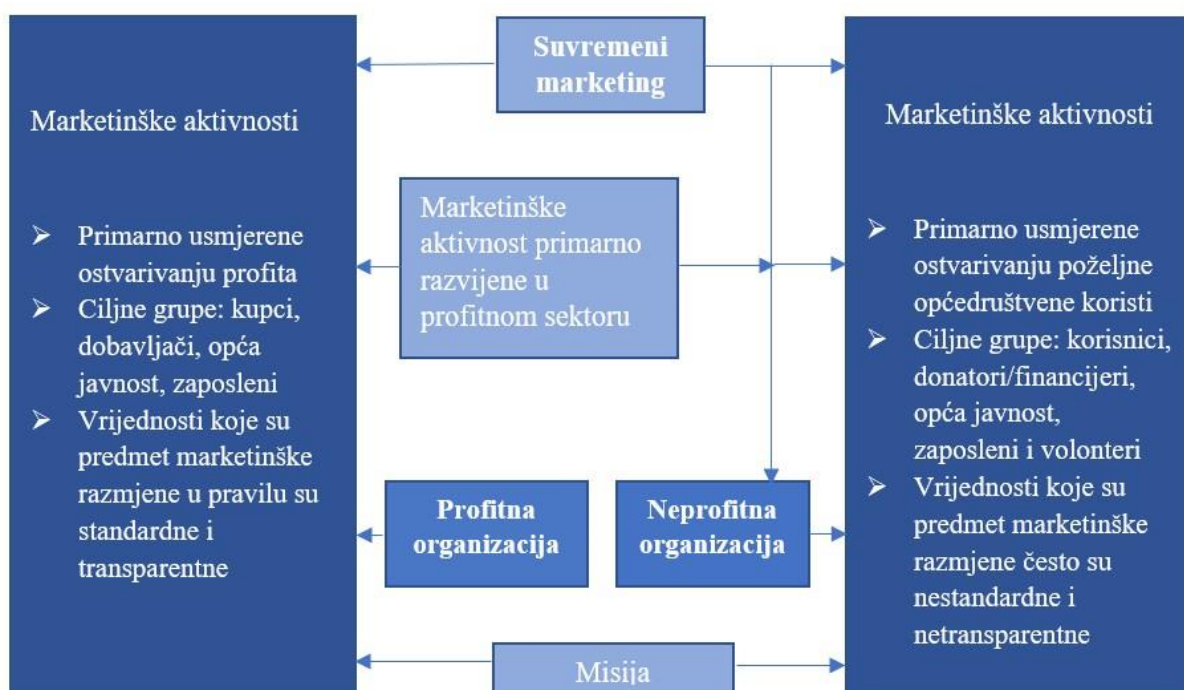 Suvremeni
marketing
Marketinške aktivnosti
➢ Primarno usmjerene
ostvarivanju profita
➢ Ciljne grupe: kupci,
dobavljači, opća
javnost, zaposleni
➢ Vrijednosti koje su
predmet marketinške
razmjene u pravilu su
standardne i
transparentne
Marketinške
aktivnost primarno
razvijene u
profitnom sektoru
Profitna
organizacija
Neprofitna
organizacija
Misija
Marketinške aktivnosti
➢ Primarno usmjerene
ostvarivanju poželjne
općedruštvene koristi
➢ Ciljne grupe: korisnici,
donatori/financijeri,
opća javnost,
zaposleni i volonteri
➢ Vrijednosti koje su
predmet marketinške
razmjene često su
nestandardne i
netransparentne